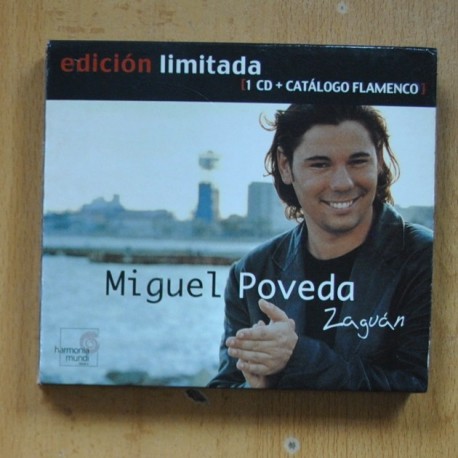 edición limitada
[1 CD + CATÁLOGO FLAMENCO]
Miguel Poveda
Zaguán
harmonia
mundi